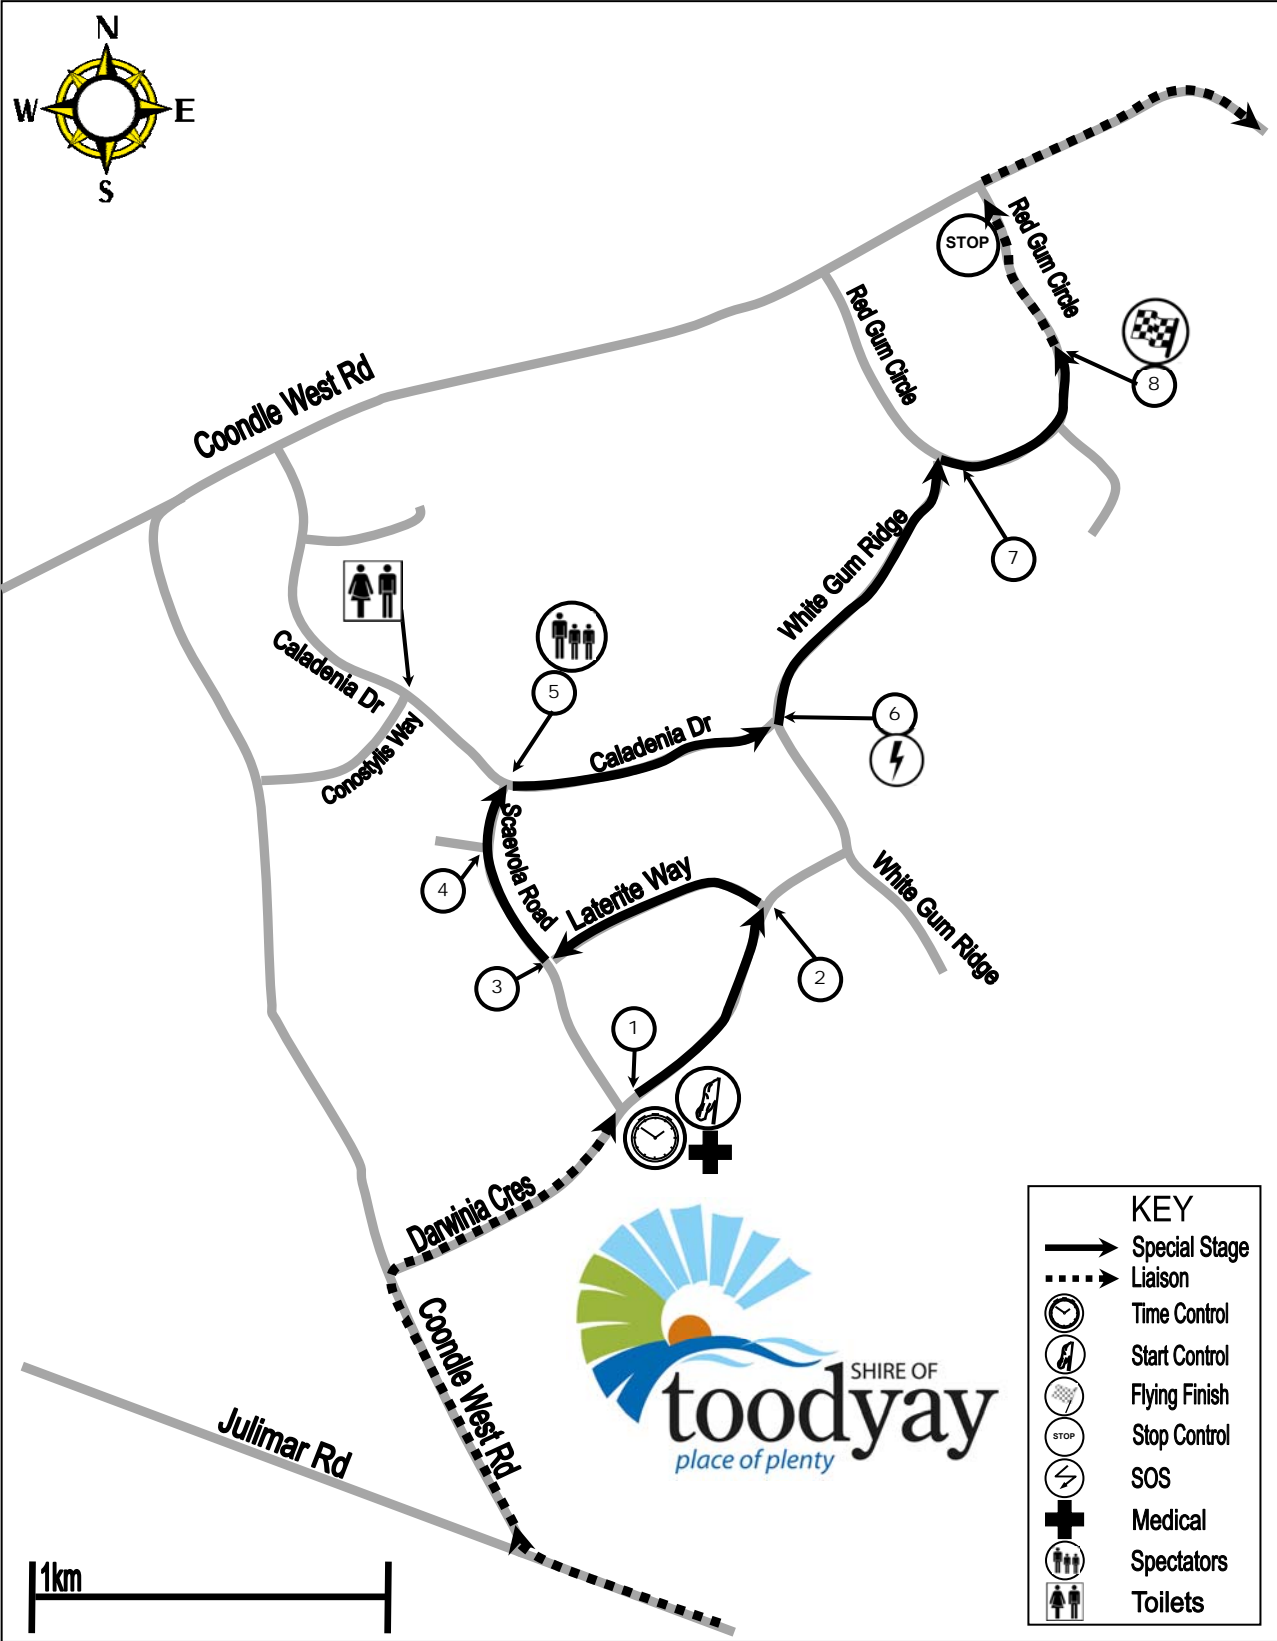 N
W
E
S
Red Gum Circle
STOP
Red Gum Circle
8
Coondle West Rd
7
White Gum Ridge
Caladenia Dr
5
6
Conostylis Way
Caladenia Dr
Scaevola Road
4
Laterite Way
White Gum Ridge
3
2
1
Darwinia Cres
Coondle West Rd
Julimar Rd
SHIRE OF
toodyay
place of plenty
1km
KEY
Special Stage
Liaison
Time Control
Start Control
Flying Finish
STOP
Stop Control
SOS
Medical
Spectators
Toilets